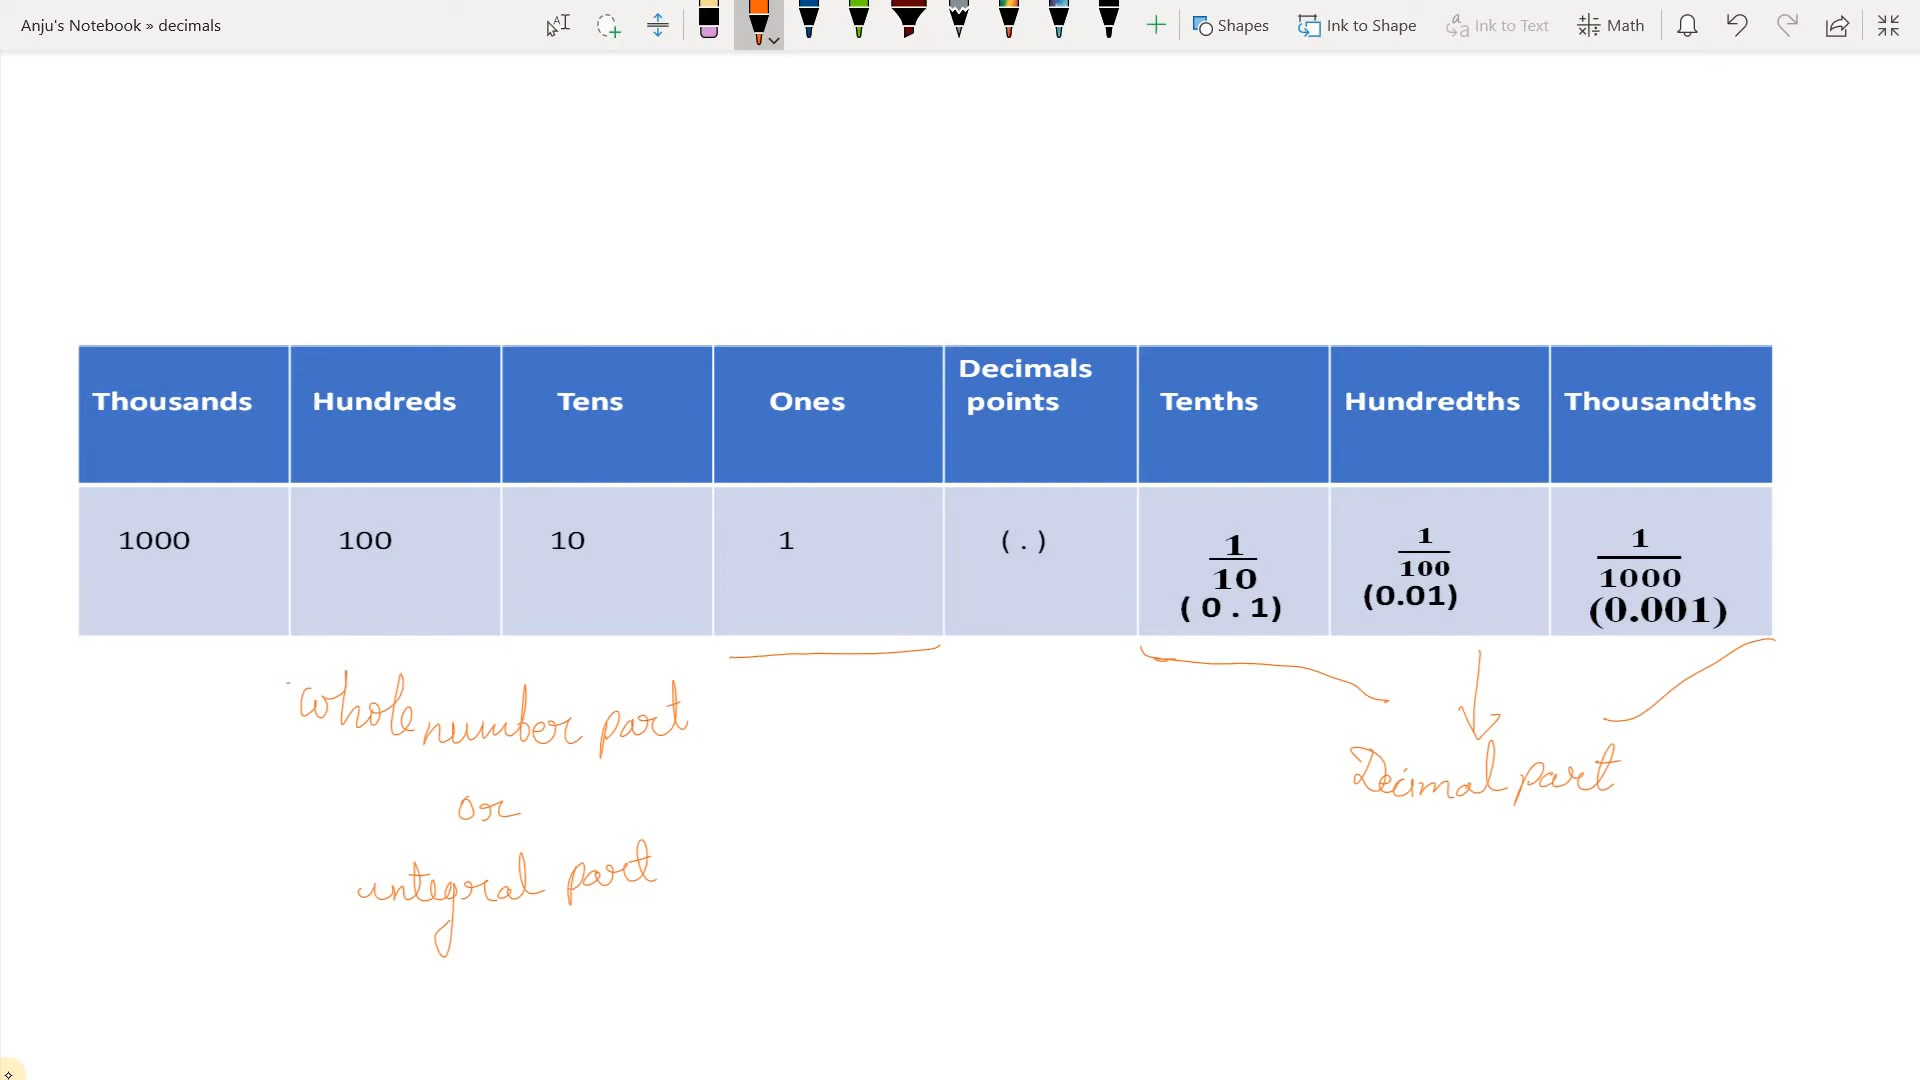 Anju's Notebook » decimals
Shapes
Ink to Shape
Ink to Text
Math
Thousands Hundreds Tens Ones Decimals points Tenths Hundredths Thousandths
1000 100 10 1 ( . ) 1/10 ( 0 . 1) 1/100 (0.01) 1/1000 (0.001)
whole number part
or
integral part
Decimal part